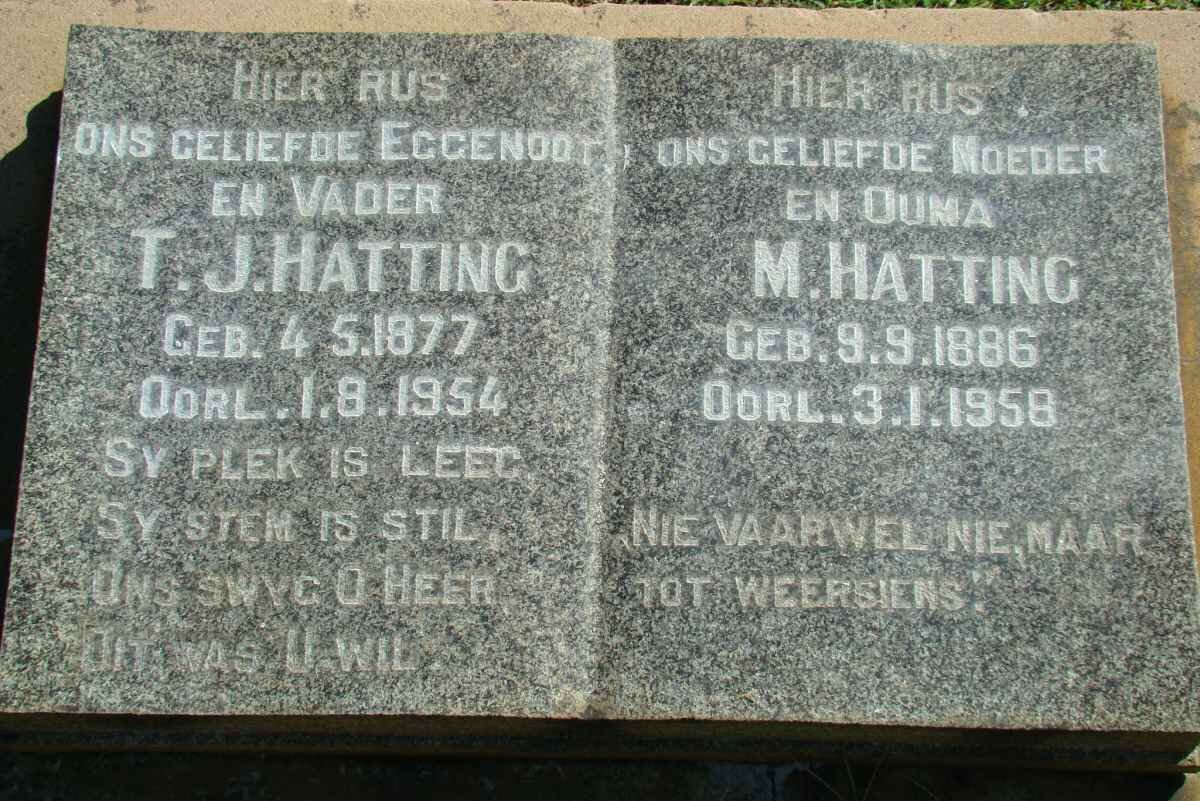 HIER RUS
ONS GELIEFDE EGGENOOT
EN VADER
T. J. HATTING
GEB. 4 5.1877
OORL. 1.8.1954
SY PLEK IS LEEG,
SY STEM IS STIL,
ONS SWYG O HEER,
DIT WAS U WIL.
HIER RUS
ONS GELIEFDE MOEDER
EN OUMA
M. HATTING
GEB. 9.9.1886
OORL. 3.1.1958
„NIE VAARWEL NIE, MAAR
TOT WEERSIENS".